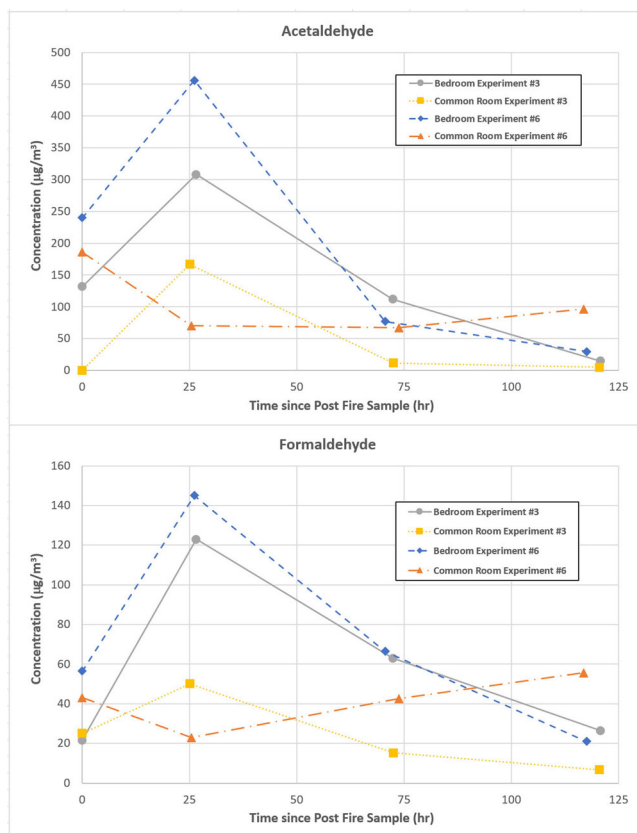 Acetaldehyde
500
450
400
350
300
250
200
150
100
50
0
Concentration (µg/m³)
Bedroom Experiment #3
Common Room Experiment #3
Bedroom Experiment #6
Common Room Experiment #6
0 25 50 75 100 125
Time since Post Fire Sample (hr)
Formaldehyde
160
140
120
100
80
60
40
20
0
Concentration (µg/m³)
Bedroom Experiment #3
Common Room Experiment #3
Bedroom Experiment #6
Common Room Experiment #6
0 25 50 75 100 125
Time since Post Fire Sample (hr)